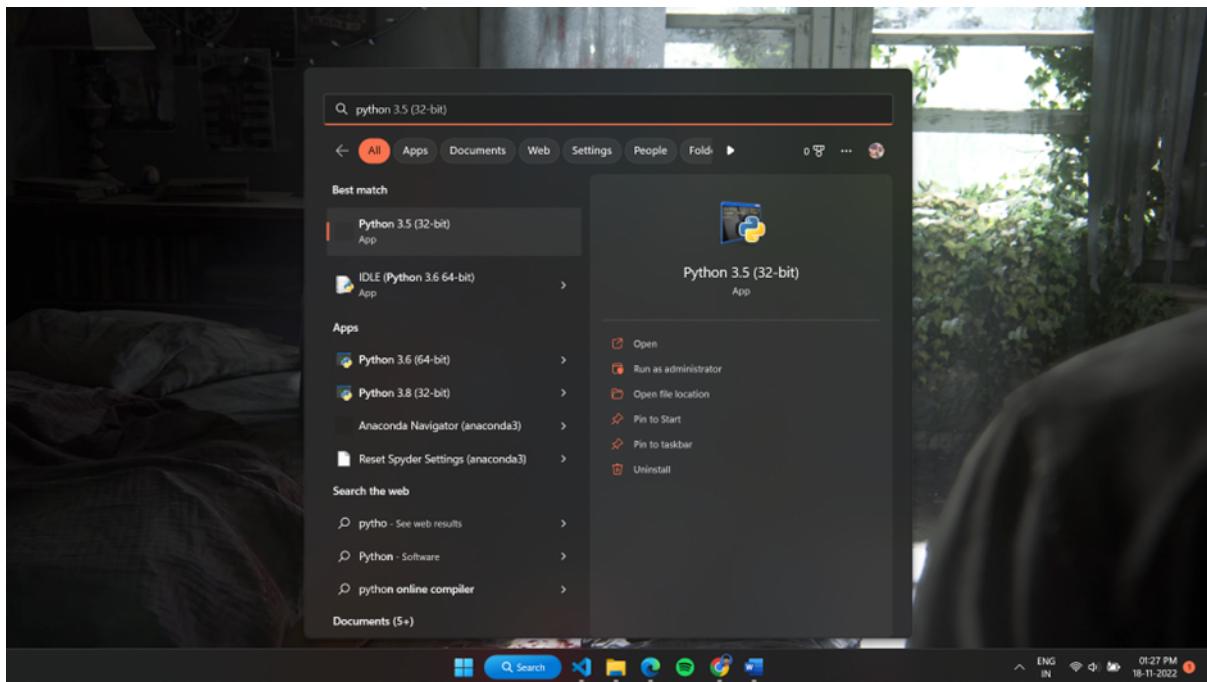 python 3.5 (32-bit)
All Apps Documents Web Settings People Fold 0 ···
Best match
Python 3.5 (32-bit)
App
IDLE (Python 3.6 64-bit)
App
Apps
Python 3.6 (64-bit)
Python 3.8 (32-bit)
Anaconda Navigator (anaconda3)
Reset Spyder Settings (anaconda3)
Search the web
pytho - See web results
Python - Software
python online compiler
Documents (5+)
Python 3.5 (32-bit)
App
Open
Run as administrator
Open file location
Pin to Start
Pin to taskbar
Uninstall
Search
ENG
IN
01:27 PM
18-11-2022
1